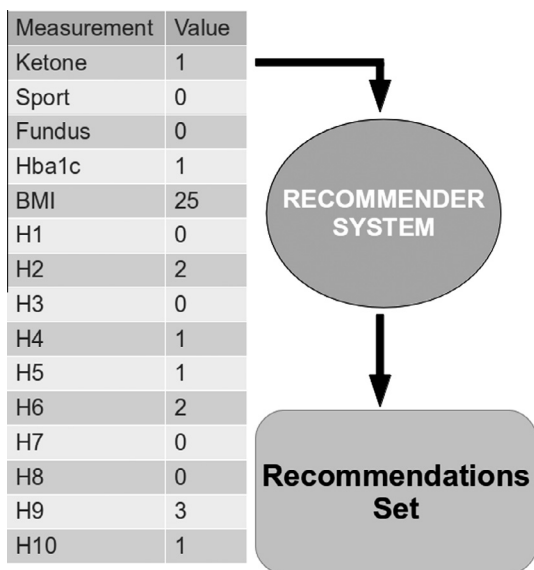 Measurement Value
Ketone 1
Sport 0
Fundus 0
Hba1c 1
BMI 25
H1 0
H2 2
H3 0
H4 1
H5 1
H6 2
H7 0
H8 0
H9 3
H10 1
RECOMMENDER
SYSTEM
Recommendations
Set